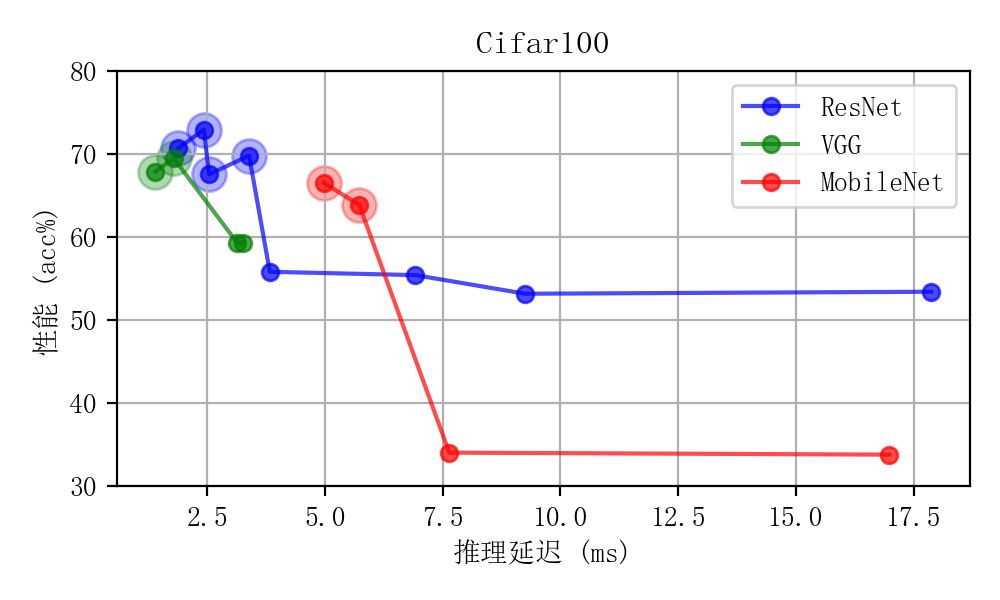 Cifar100
80
70
60
50
40
30
性能 (acc%)
ResNet
VGG
MobileNet
2.5 5.0 7.5 10.0 12.5 15.0 17.5
推理延迟 (ms)